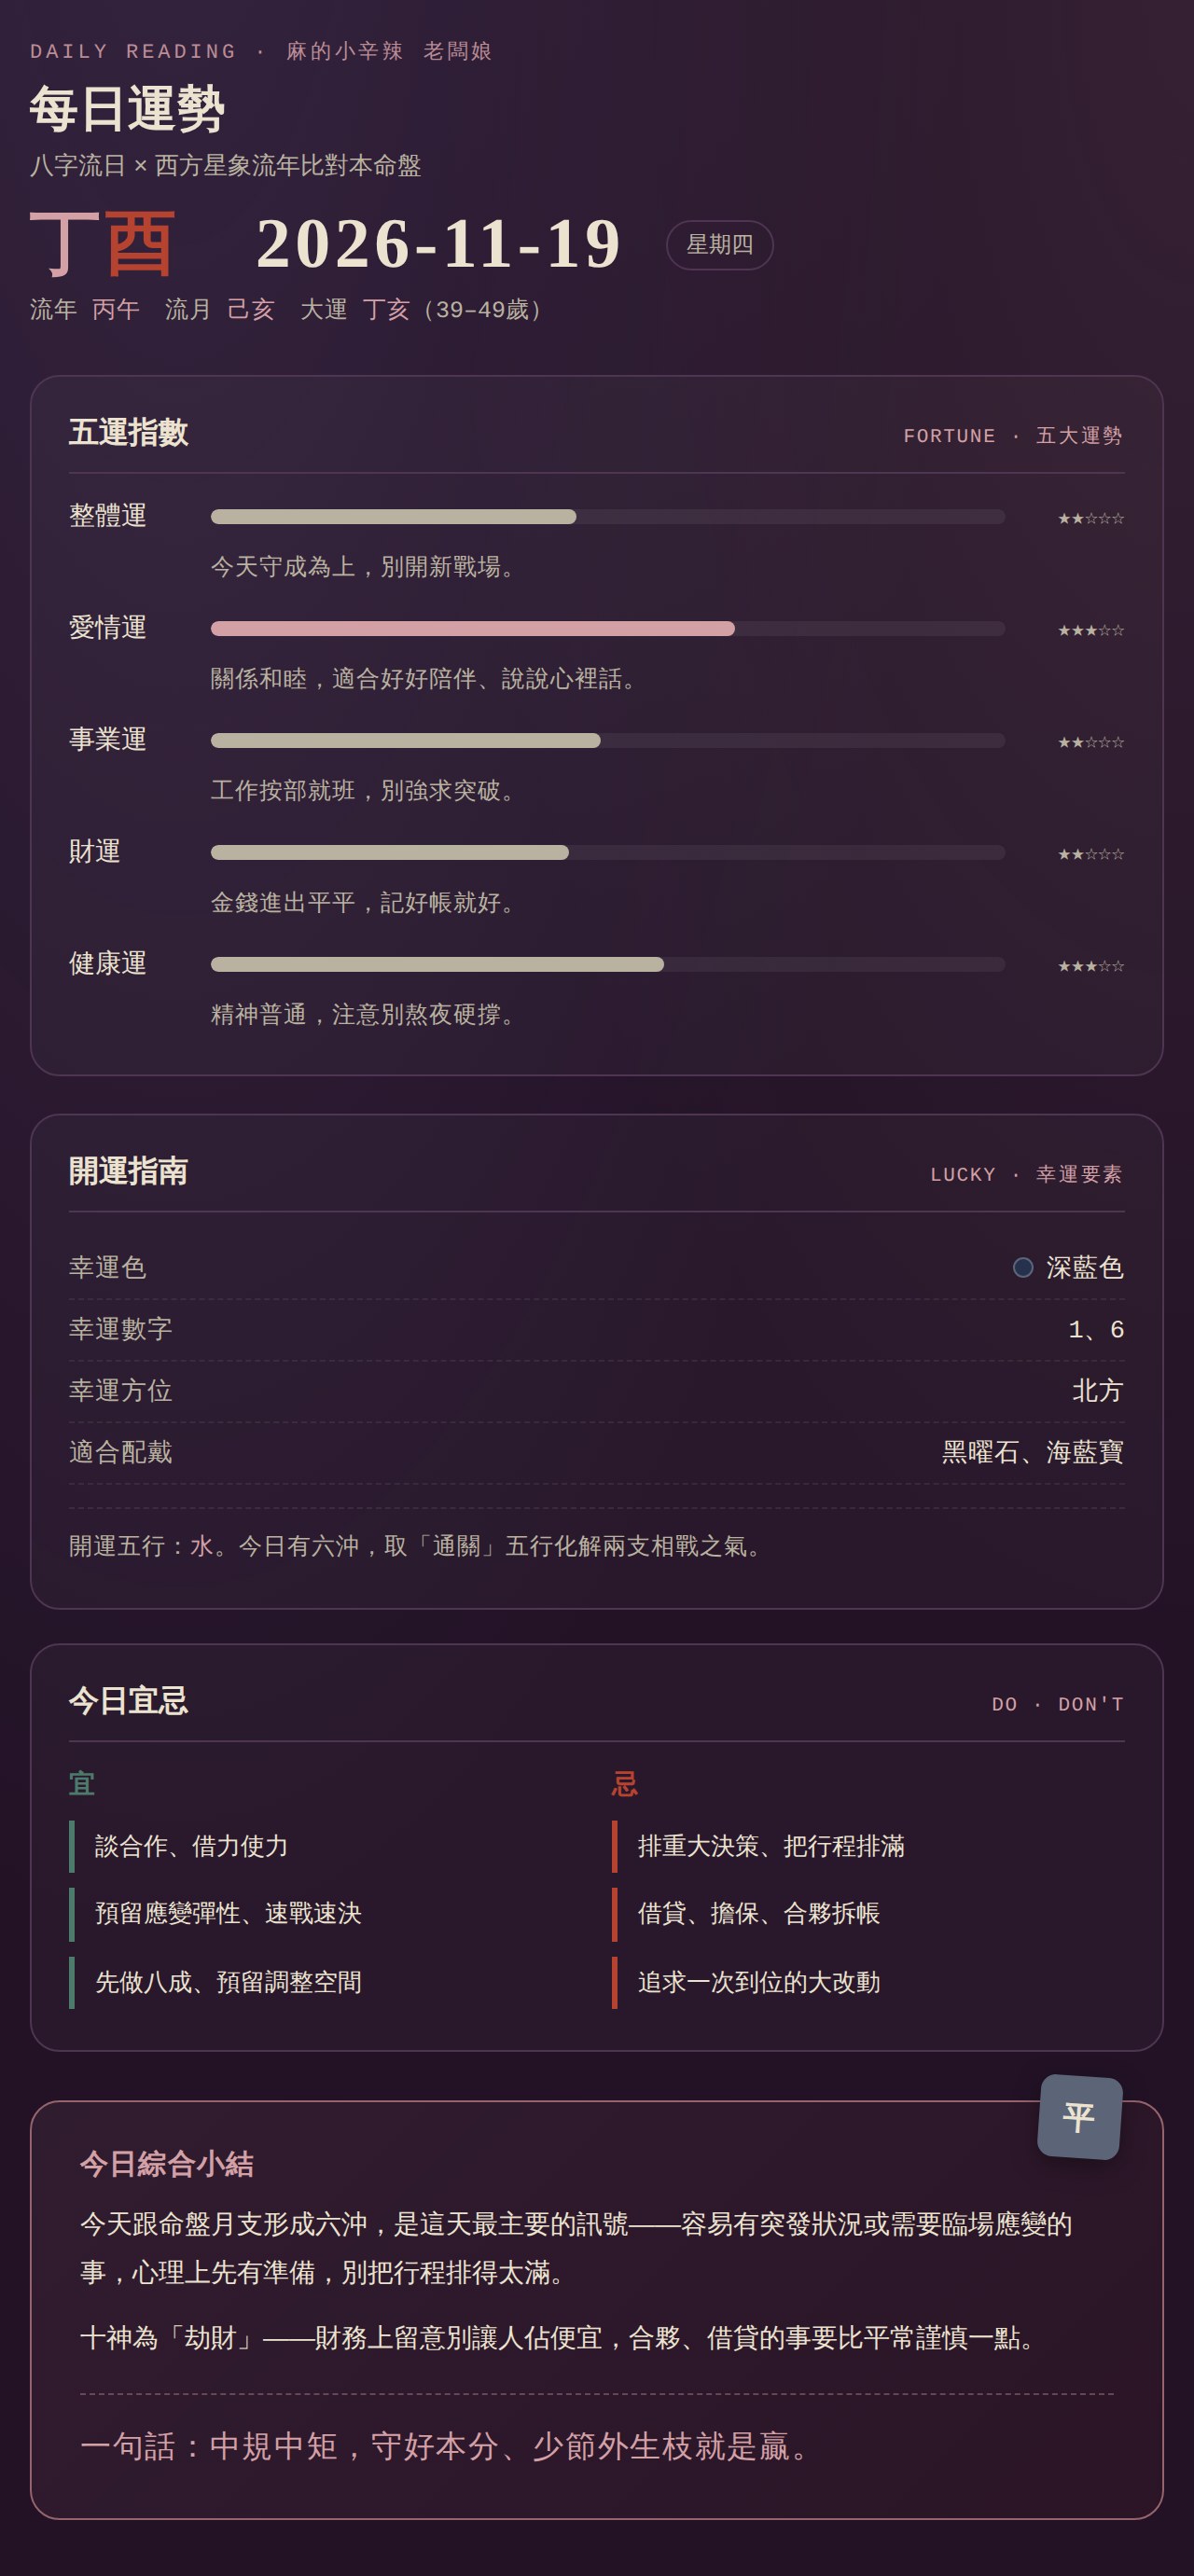 DAILY READING · 麻的小辛辣 老闆娘
每日運勢
八字流日 × 西方星象流年比對本命盤
丁酉 2026-11-19 星期四
流年 丙午 流月 己亥 大運 丁亥（39–49歲）
五運指數 FORTUNE · 五大運勢
整體運 ★★☆☆☆
今天守成為上，別開新戰場。
愛情運 ★★★☆☆
關係和睦，適合好好陪伴、說說心裡話。
事業運 ★★☆☆☆
工作按部就班，別強求突破。
財運 ★★☆☆☆
金錢進出平平，記好帳就好。
健康運 ★★★☆☆
精神普通，注意別熬夜硬撐。
開運指南 LUCKY · 幸運要素
幸運色 深藍色
幸運數字 1、6
幸運方位 北方
適合配戴 黑曜石、海藍寶
開運五行：水。今日有六沖，取「通關」五行化解兩支相戰之氣。
今日宜忌 DO · DON'T
宜 忌
談合作、借力使力 排重大決策、把行程排滿
預留應變彈性、速戰速決 借貸、擔保、合夥拆帳
先做八成、預留調整空間 追求一次到位的大改動
平
今日綜合小結
今天跟命盤月支形成六沖，是這天最主要的訊號——容易有突發狀況或需要臨場應變的
事，心理上先有準備，別把行程排得太滿。
十神為「劫財」——財務上留意別讓人佔便宜，合夥、借貸的事要比平常謹慎一點。
一句話：中規中矩，守好本分、少節外生枝就是贏。